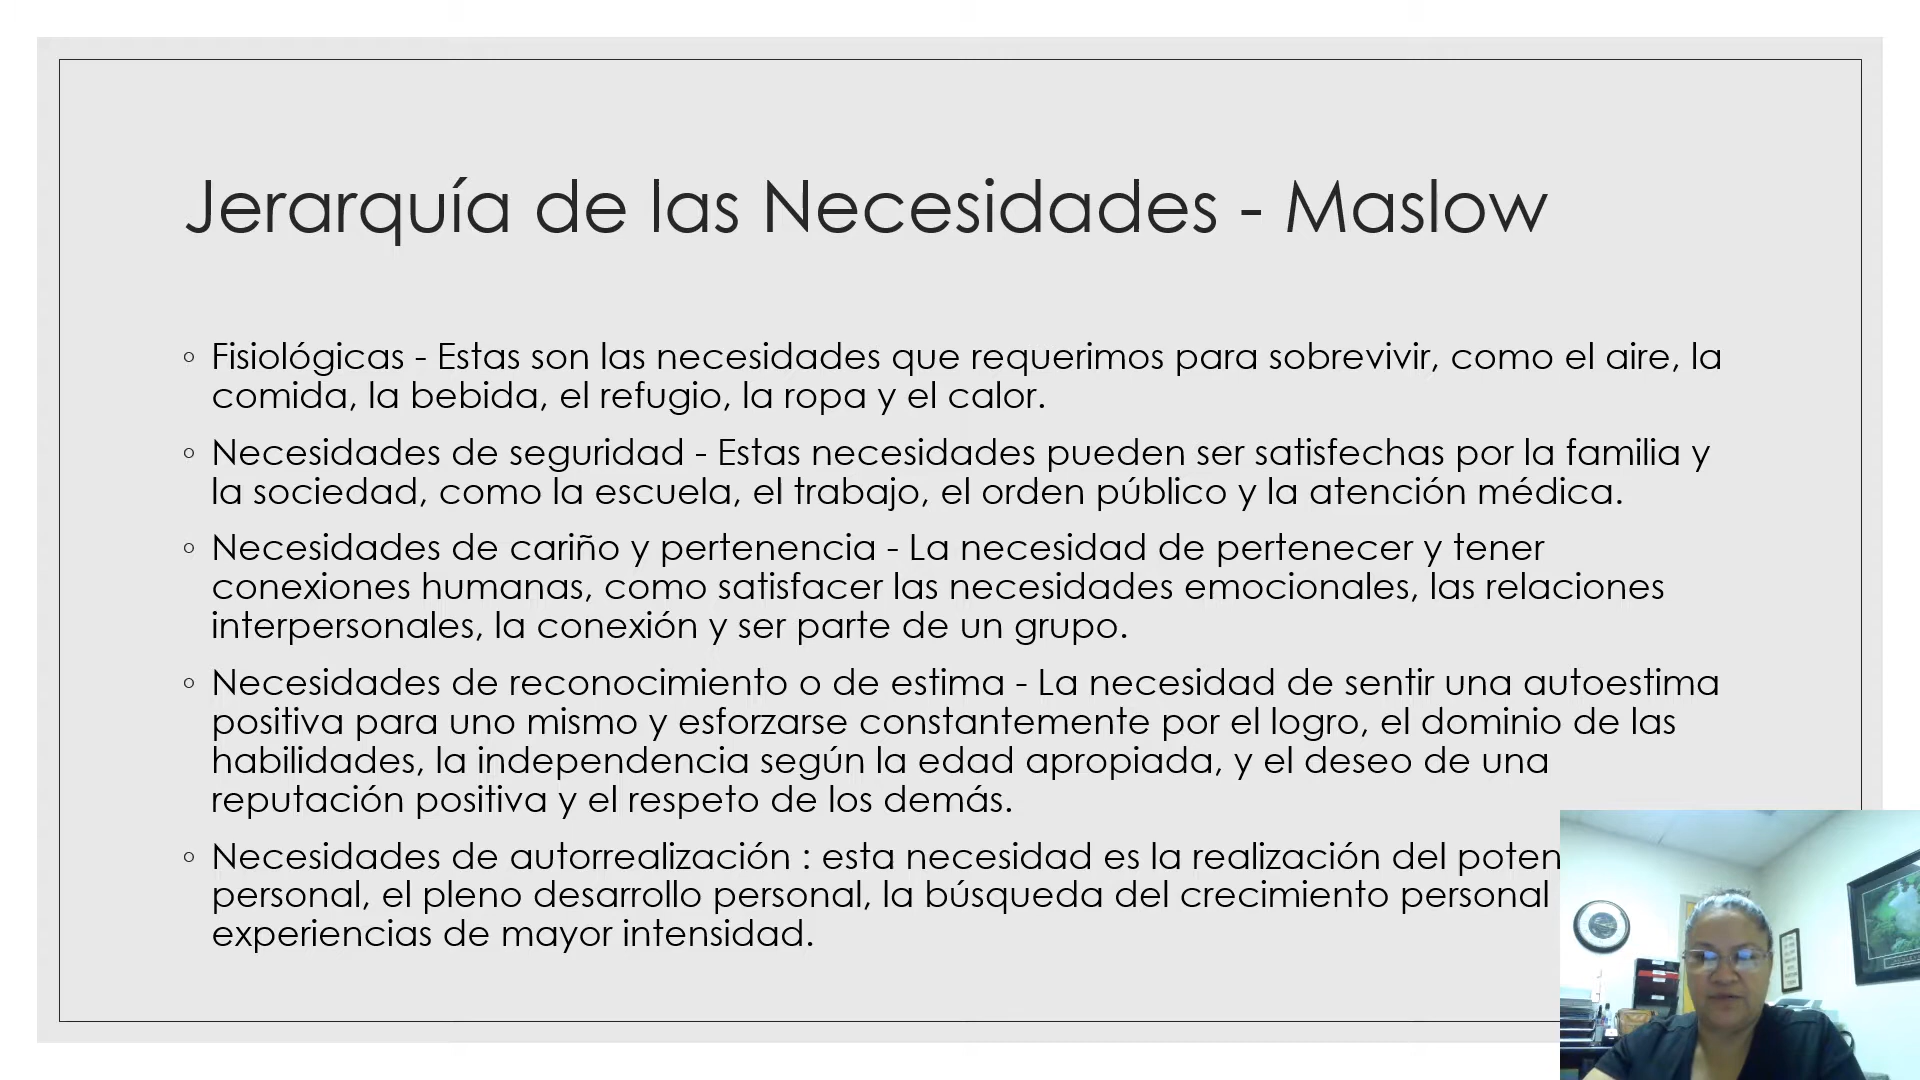 Jerarquía de las Necesidades - Maslow
◦ Fisiológicas - Estas son las necesidades que requerimos para sobrevivir, como el aire, la
comida, la bebida, el refugio, la ropa y el calor.
◦ Necesidades de seguridad - Estas necesidades pueden ser satisfechas por la familia y
la sociedad, como la escuela, el trabajo, el orden público y la atención médica.
◦ Necesidades de cariño y pertenencia - La necesidad de pertenecer y tener
conexiones humanas, como satisfacer las necesidades emocionales, las relaciones
interpersonales, la conexión y ser parte de un grupo.
◦ Necesidades de reconocimiento o de estima - La necesidad de sentir una autoestima
positiva para uno mismo y esforzarse constantemente por el logro, el dominio de las
habilidades, la independencia según la edad apropiada, y el deseo de una
reputación positiva y el respeto de los demás.
◦ Necesidades de autorrealización : esta necesidad es la realización del poten
personal, el pleno desarrollo personal, la búsqueda del crecimiento personal
experiencias de mayor intensidad.